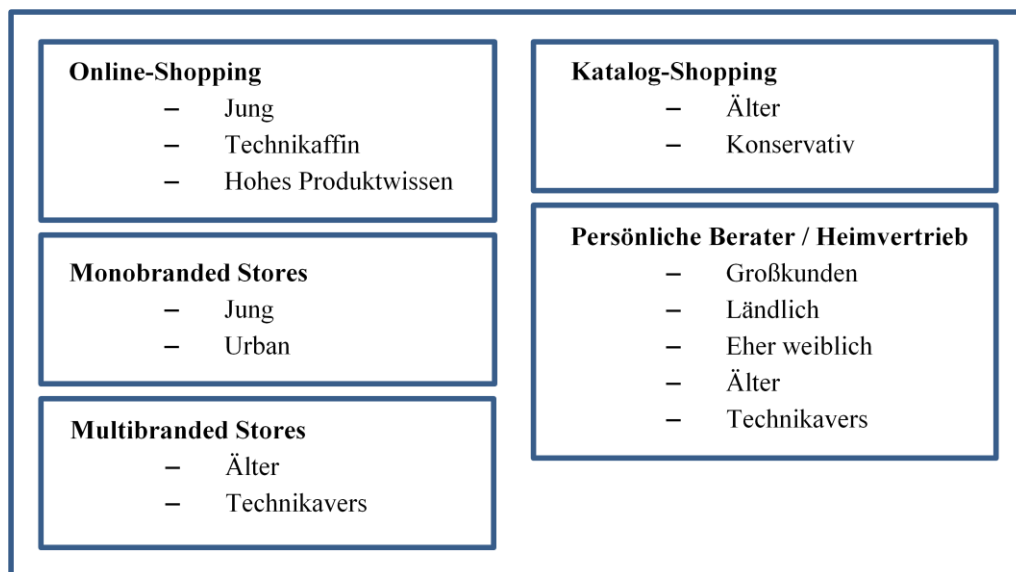 Online-Shopping
– Jung
– Technikaffin
– Hohes Produktwissen
Monobranded Stores
– Jung
– Urban
Multibranded Stores
– Älter
– Technikavers
Katalog-Shopping
– Älter
– Konservativ
Persönliche Berater / Heimvertrieb
– Großkunden
– Ländlich
– Eher weiblich
– Älter
– Technikavers